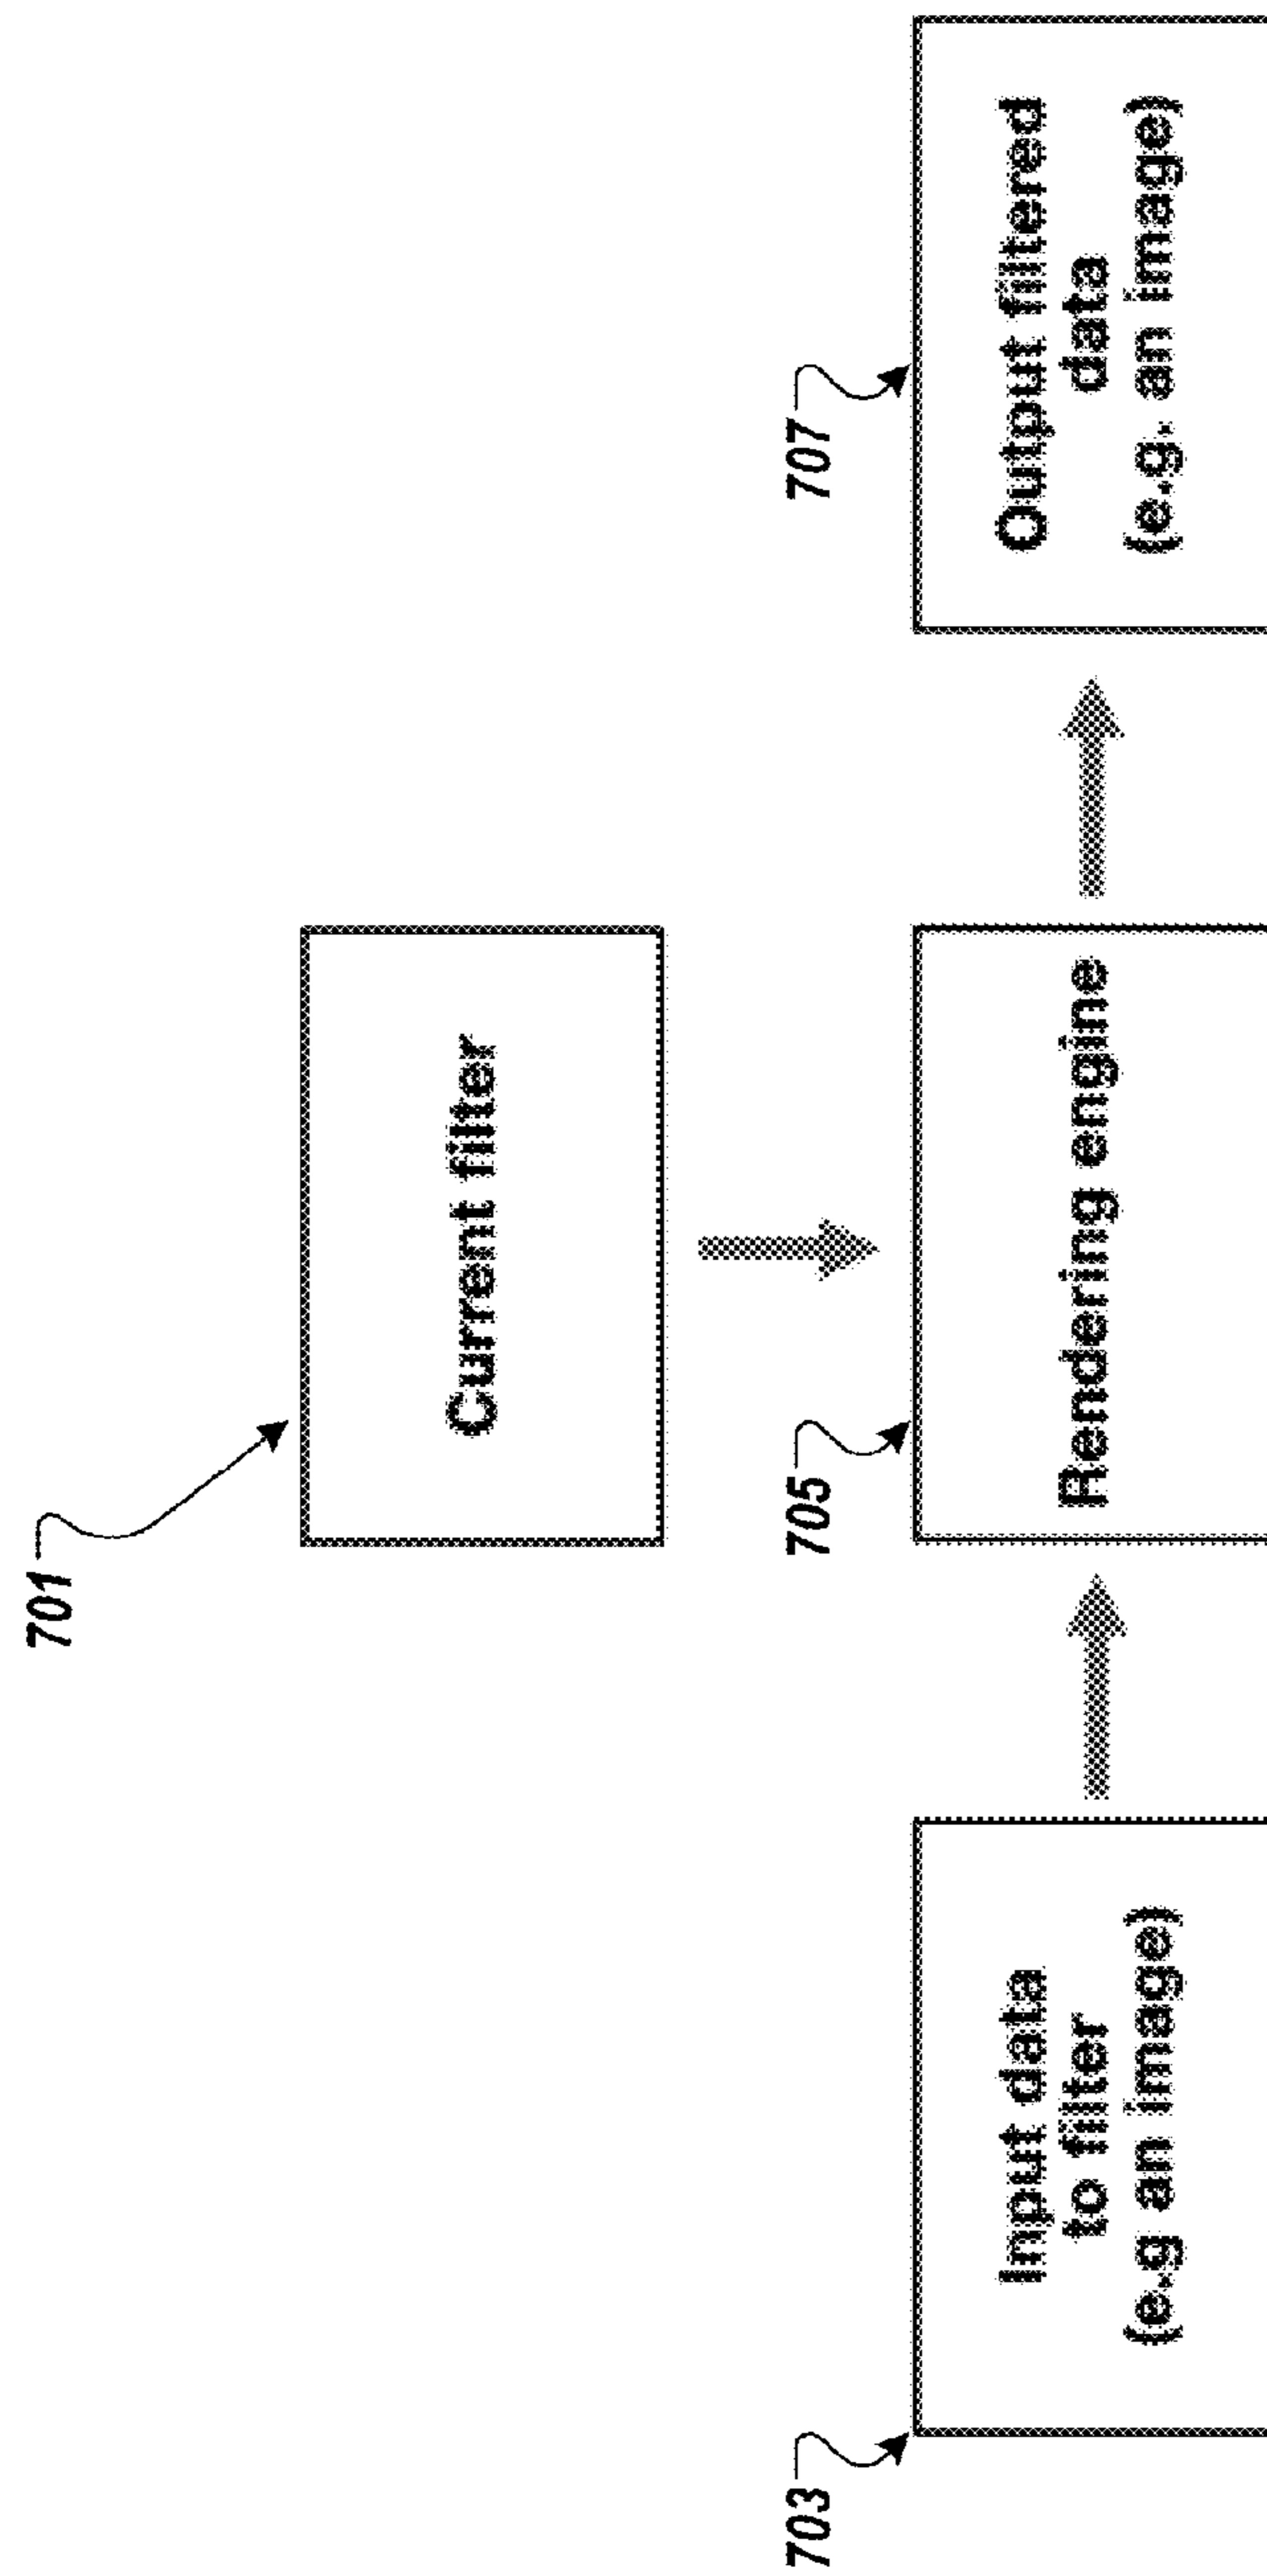 701
Current filter
703
Input data
to filter
(e.g an image)
705
Rendering engine
707
Output filtered
data
(e.g. an image)